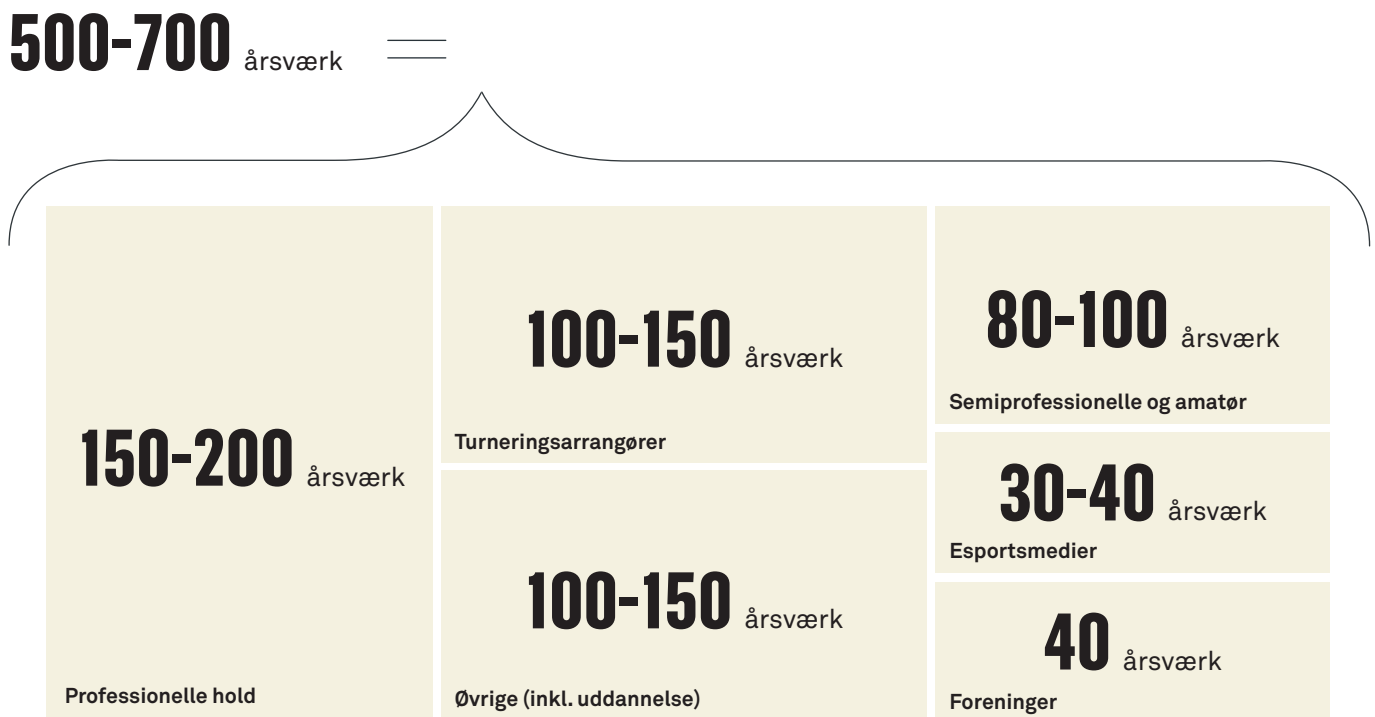 500-700 årsværk =
150-200 årsværk
Professionelle hold
100-150 årsværk
Turneringsarrangører
100-150 årsværk
Øvrige (inkl. uddannelse)
80-100 årsværk
Semiprofessionelle og amatør
30-40 årsværk
Esportsmedier
40 årsværk
Foreninger